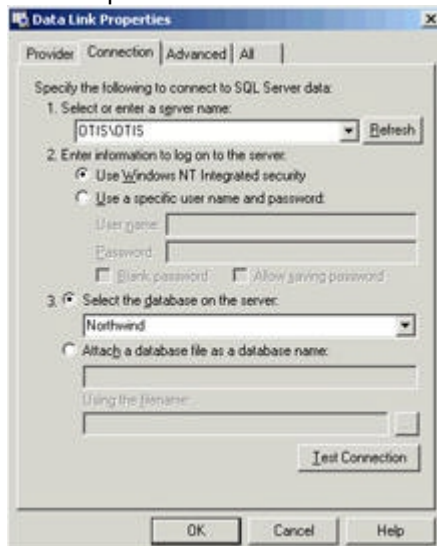 Data Link Properties
Provider Connection Advanced All
Specify the following to connect to SQL Server data:
1. Select or enter a server name:
OTIS\OTIS Refresh
2. Enter information to log on to the server:
Use Windows NT Integrated security
Use a specific user name and password:
User name:
Password:
Blank password Allow saving password
3. Select the database on the server:
Northwind
Attach a database file as a database name:
Using the filename:
...
Test Connection
OK Cancel Help